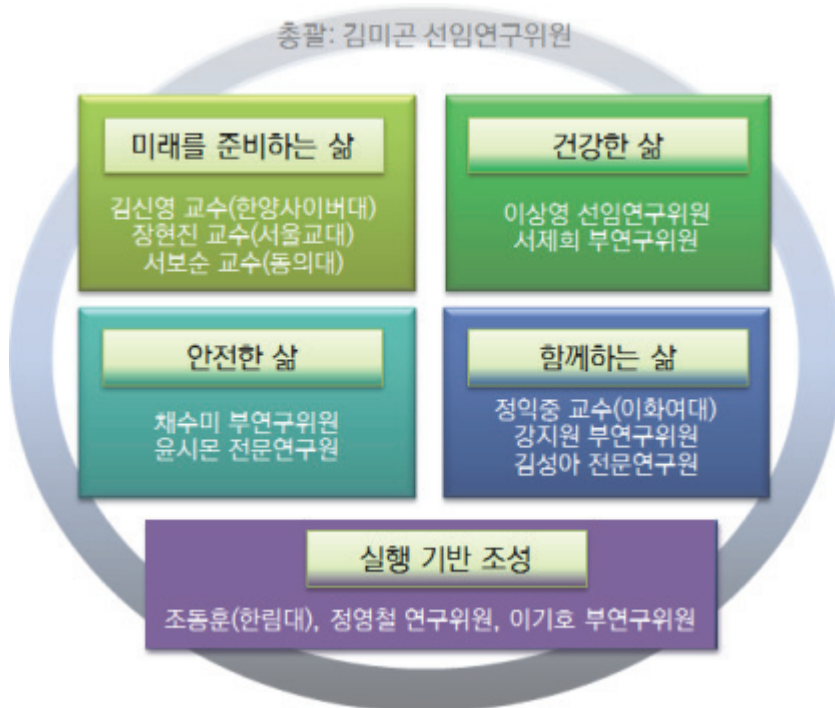 총괄: 김미곤 선임연구위원
미래를 준비하는 삶
김신영 교수(한양사이버대)
장현진 교수(서울교대)
서보순 교수(동의대)
건강한 삶
이상영 선임연구위원
서제희 부연구위원
안전한 삶
채수미 부연구위원
윤시몬 전문연구원
함께하는 삶
정익중 교수(이화여대)
강지원 부연구위원
김성아 전문연구원
실행 기반 조성
조동훈(한림대), 정영철 연구위원, 이기호 부연구위원